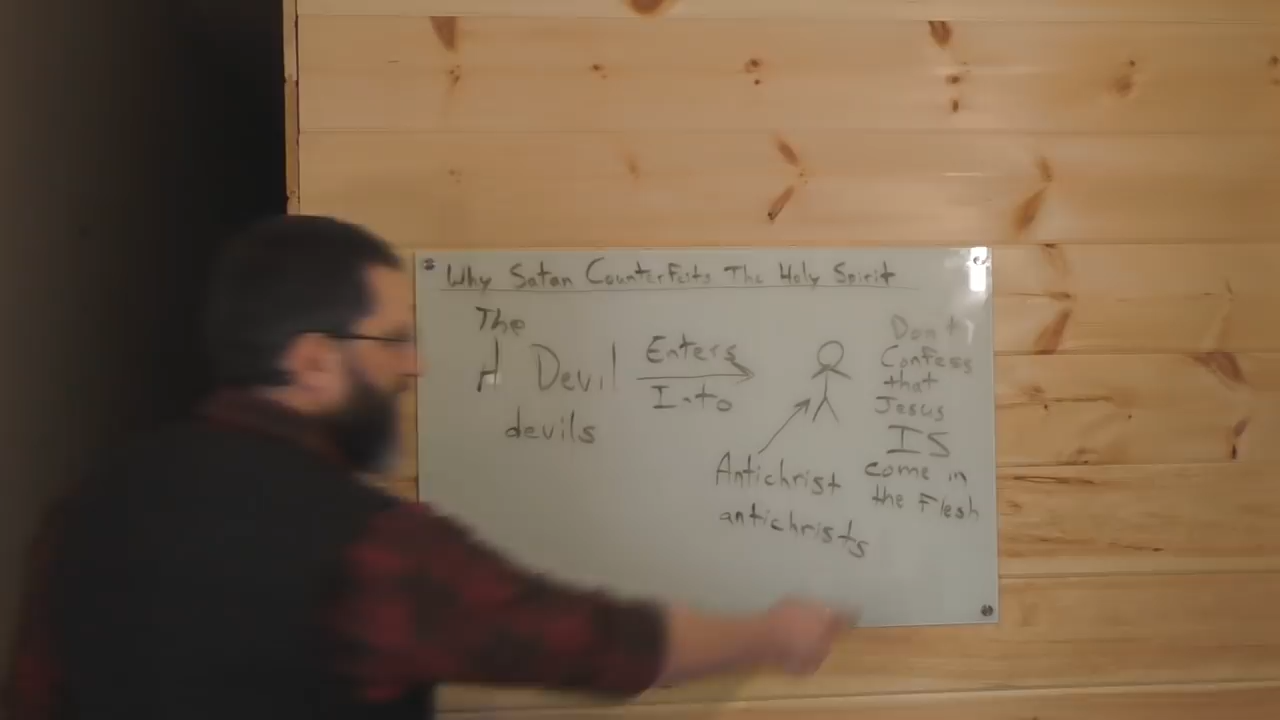 Why Satan Counterfests The Holy Spirit
The
A Devil
devils
Enters
Into
Antichrist
antichrists
Don't
Confess
that
Jesus
IS
come in
the Flesh